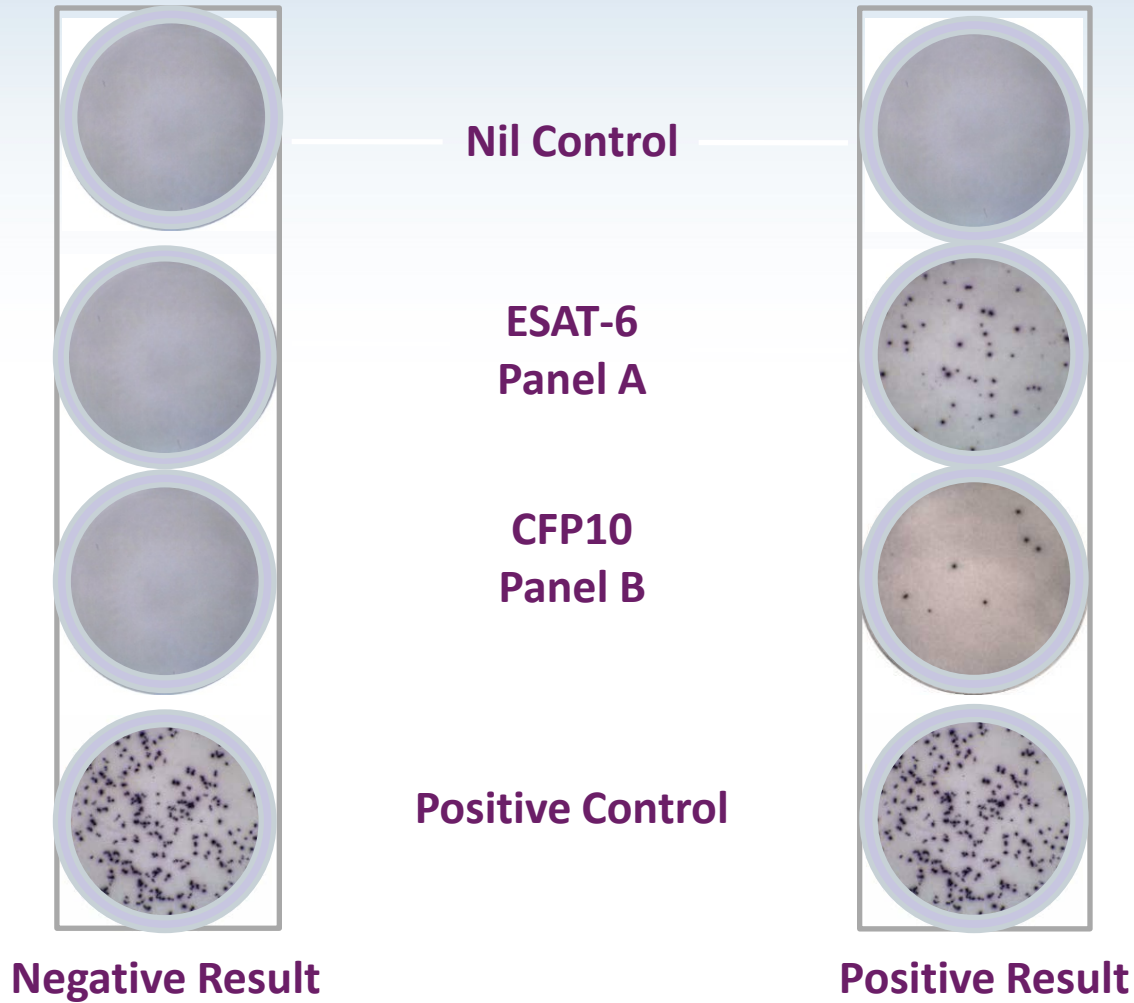 Nil Control
ESAT-6
Panel A
CFP10
Panel B
Positive Control
Negative Result
Positive Result